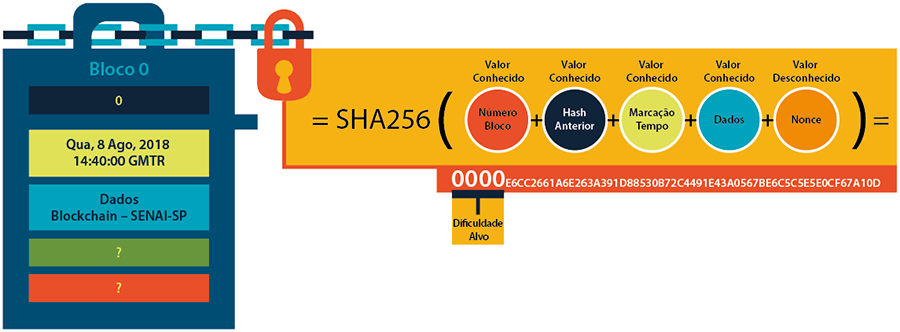 Bloco 0
0
Qua, 8 Ago, 2018
14:40:00 GMTR
Dados
Blockchain – SENAI-SP
?
?
= SHA256 ( Número Bloco + Hash Anterior + Marcação Tempo + Dados + Nonce ) =
Valor Conhecido
Valor Conhecido
Valor Conhecido
Valor Conhecido
Valor Desconhecido
0000E6CC2661A6E263A391D88530B72C4491E43A0567BE6C5C5E5E0CF67A10D
Dificuldade
Alvo